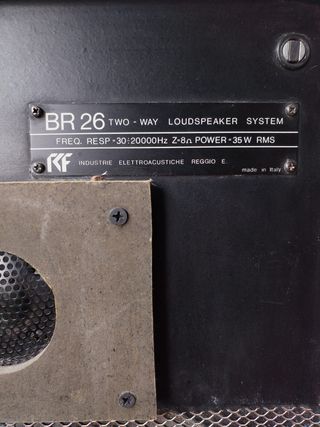 BR 26 TWO - WAY LOUDSPEAKER SYSTEM
FREQ. RESP=30÷20000Hz Z=8Ω POWER=35W RMS
RCF INDUSTRIE ELETTROACUSTICHE REGGIO E.
made in Italy